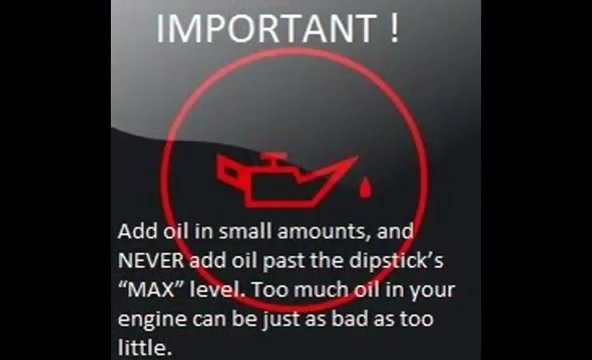 IMPORTANT !
Add oil in small amounts, and
NEVER add oil past the dipstick’s
“MAX” level. Too much oil in your
engine can be just as bad as too
little.